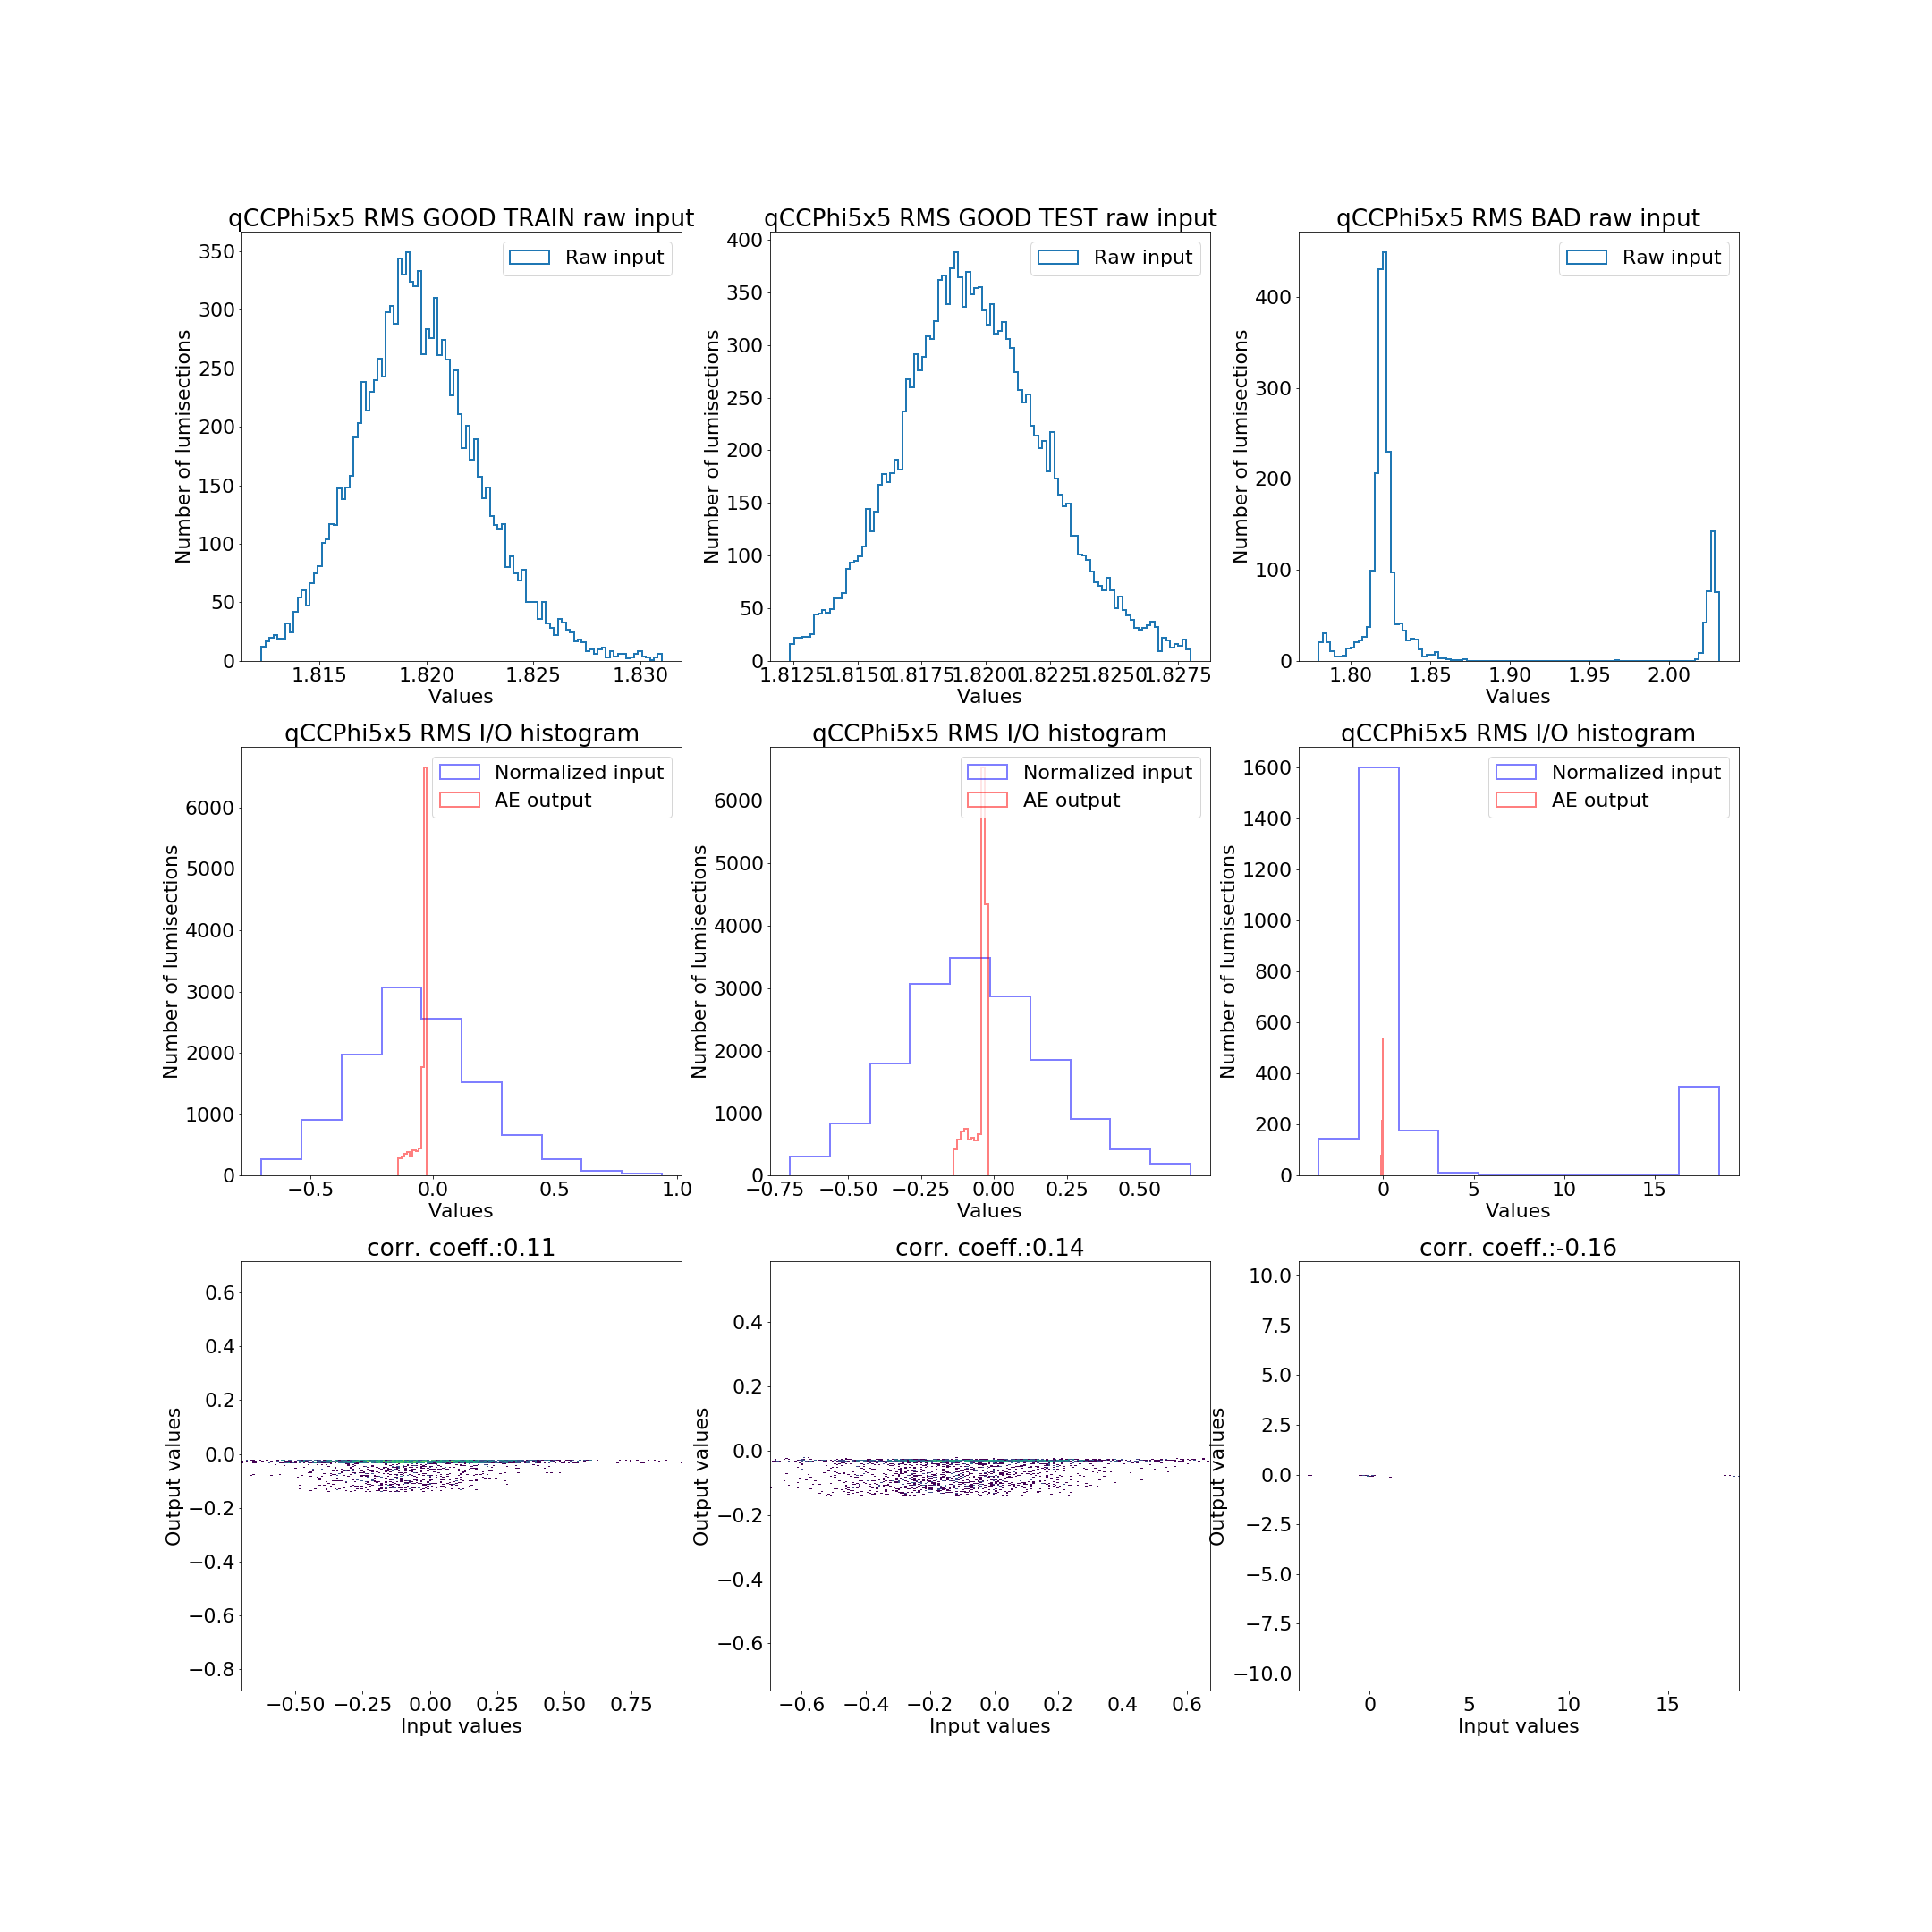 qCCPhi5x5 RMS GOOD TRAIN raw input
Raw input
Number of lumisections
350
300
250
200
150
100
50
0
1.815 1.820 1.825 1.830
Values
qCCPhi5x5 RMS GOOD TEST raw input
Raw input
Number of lumisections
400
350
300
250
200
150
100
50
0
1.8125 1.8150 1.8175 1.8200 1.8225 1.8250 1.8275
Values
qCCPhi5x5 RMS BAD raw input
Raw input
Number of lumisections
400
300
200
100
0
1.80 1.85 1.90 1.95 2.00
Values
qCCPhi5x5 RMS I/O histogram
Normalized input
AE output
Number of lumisections
6000
5000
4000
3000
2000
1000
0
−0.5 0.0 0.5 1.0
Values
qCCPhi5x5 RMS I/O histogram
Normalized input
AE output
Number of lumisections
6000
5000
4000
3000
2000
1000
0
−0.75 −0.50 −0.25 0.00 0.25 0.50
Values
qCCPhi5x5 RMS I/O histogram
Normalized input
AE output
Number of lumisections
1600
1400
1200
1000
800
600
400
200
0
0 5 10 15
Values
corr. coeff.:0.11
Output values
0.6
0.4
0.2
0.0
−0.2
−0.4
−0.6
−0.8
−0.50 −0.25 0.00 0.25 0.50 0.75
Input values
corr. coeff.:0.14
Output values
0.4
0.2
0.0
−0.2
−0.4
−0.6
−0.6 −0.4 −0.2 0.0 0.2 0.4 0.6
Input values
corr. coeff.:-0.16
Output values
10.0
7.5
5.0
2.5
0.0
−2.5
−5.0
−7.5
−10.0
0 5 10 15
Input values